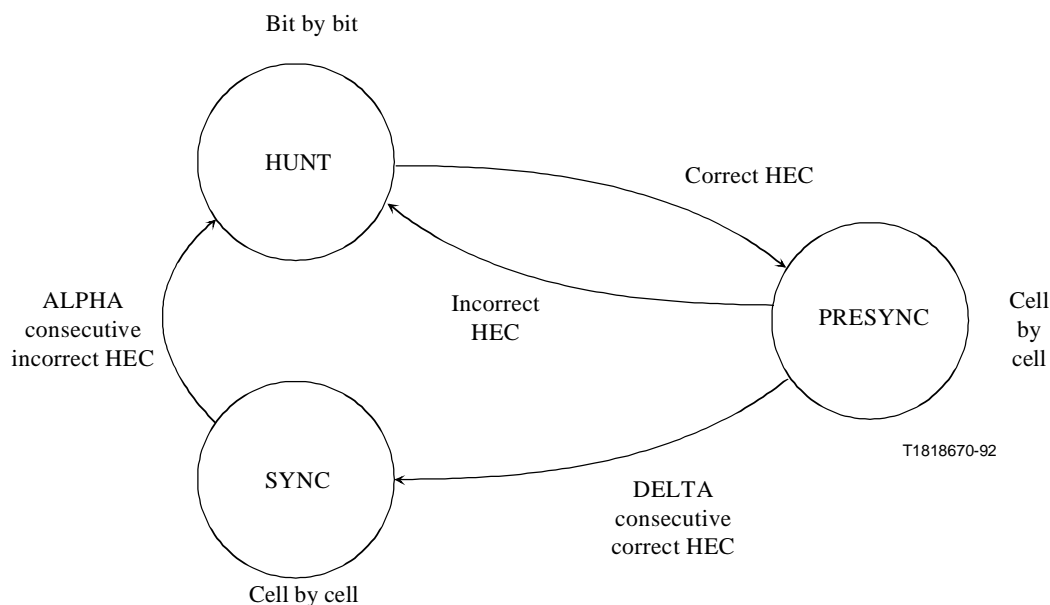 Bit by bit
HUNT
Correct HEC
ALPHA
consecutive
incorrect HEC
Incorrect
HEC
PRESYNC
Cell
by
cell
T1818670-92
SYNC
DELTA
consecutive
correct HEC
Cell by cell